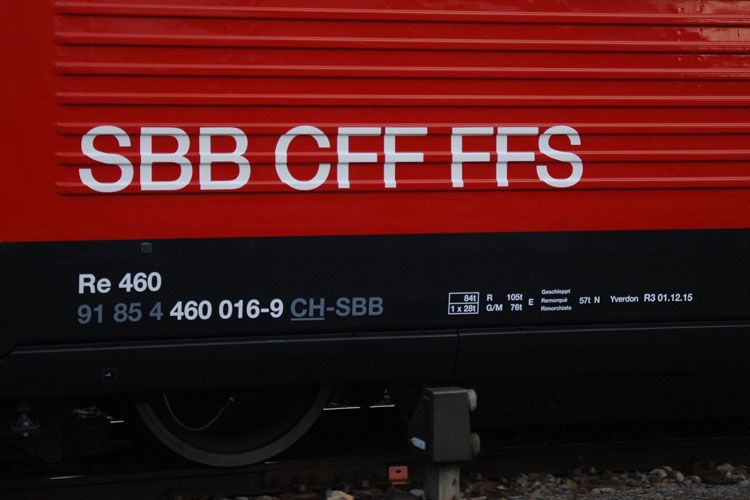 SBB CFF FFS
Re 460
91 85 4 460 016-9 CH-SBB
84t
1 x 28t
R 105t
G/M 76t
E
Geschleppt
Remorqué
Rimorchiato
57t N Yverdon R3 01.12.15